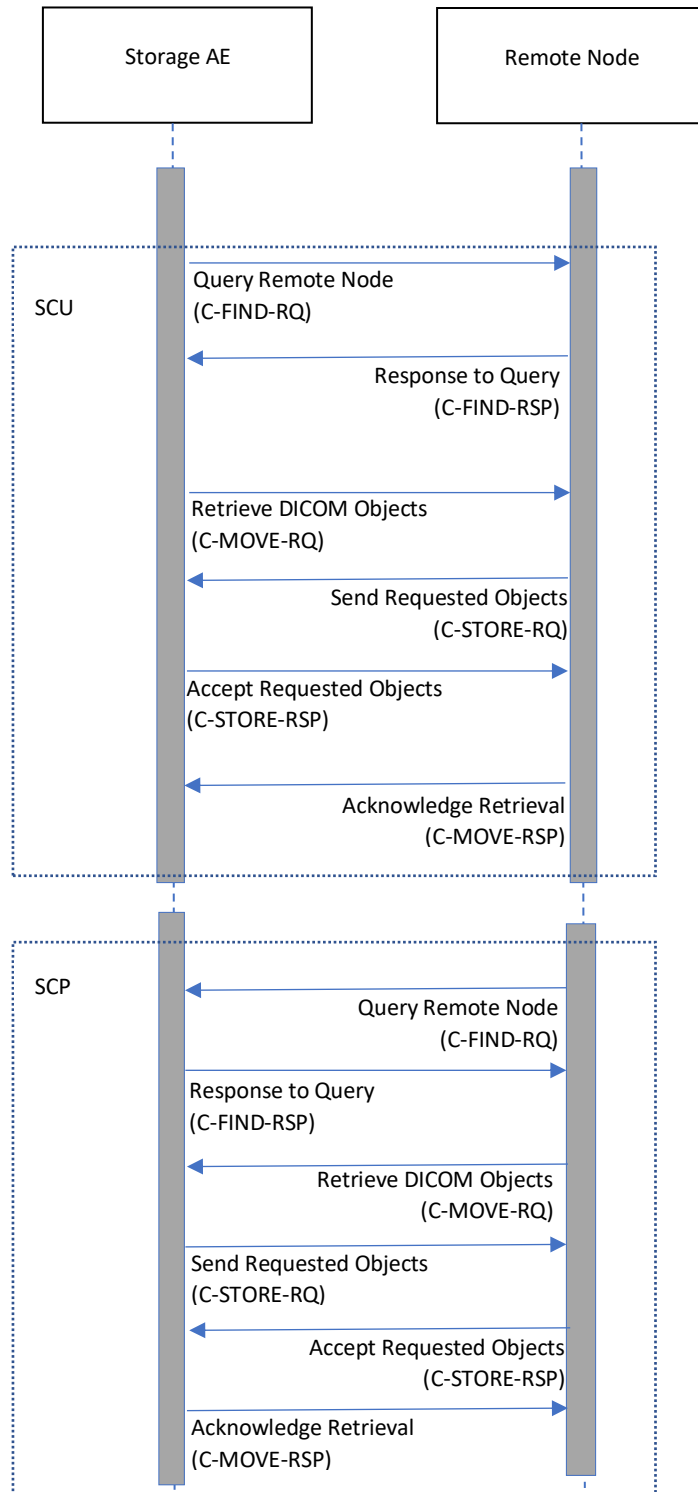 Storage AE
Remote Node
Query Remote Node
(C-FIND-RQ)
SCU
Response to Query
(C-FIND-RSP)
Retrieve DICOM Objects
(C-MOVE-RQ)
Send Requested Objects
(C-STORE-RQ)
Accept Requested Objects
(C-STORE-RSP)
Acknowledge Retrieval
(C-MOVE-RSP)
SCP
Query Remote Node
(C-FIND-RQ)
Response to Query
(C-FIND-RSP)
Retrieve DICOM Objects
(C-MOVE-RQ)
Send Requested Objects
(C-STORE-RQ)
Accept Requested Objects
(C-STORE-RSP)
Acknowledge Retrieval
(C-MOVE-RSP)